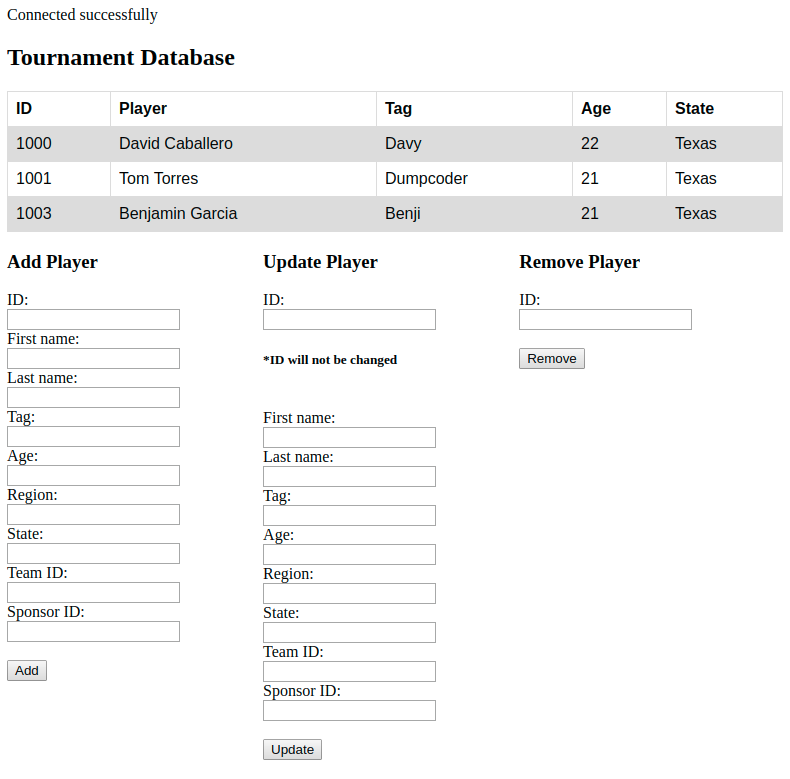 Connected successfully
Tournament Database
ID Player Tag Age State
1000 David Caballero Davy 22 Texas
1001 Tom Torres Dumpcoder 21 Texas
1003 Benjamin Garcia Benji 21 Texas
Add Player
ID:
First name:
Last name:
Tag:
Age:
Region:
State:
Team ID:
Sponsor ID:
Add
Update Player
ID:
*ID will not be changed
First name:
Last name:
Tag:
Age:
Region:
State:
Team ID:
Sponsor ID:
Update
Remove Player
ID:
Remove